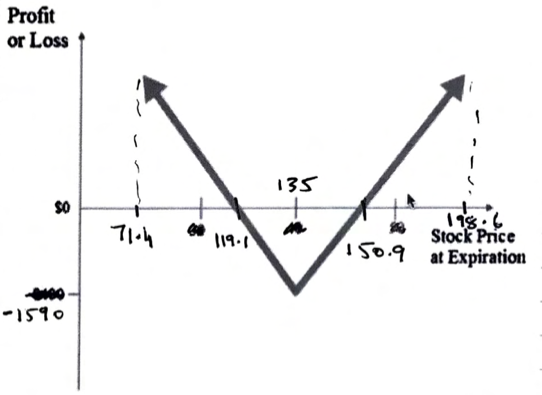 Profit
or Loss
135
$0
71.4
119.1
150.9
198.6
Stock Price
at Expiration
-1590